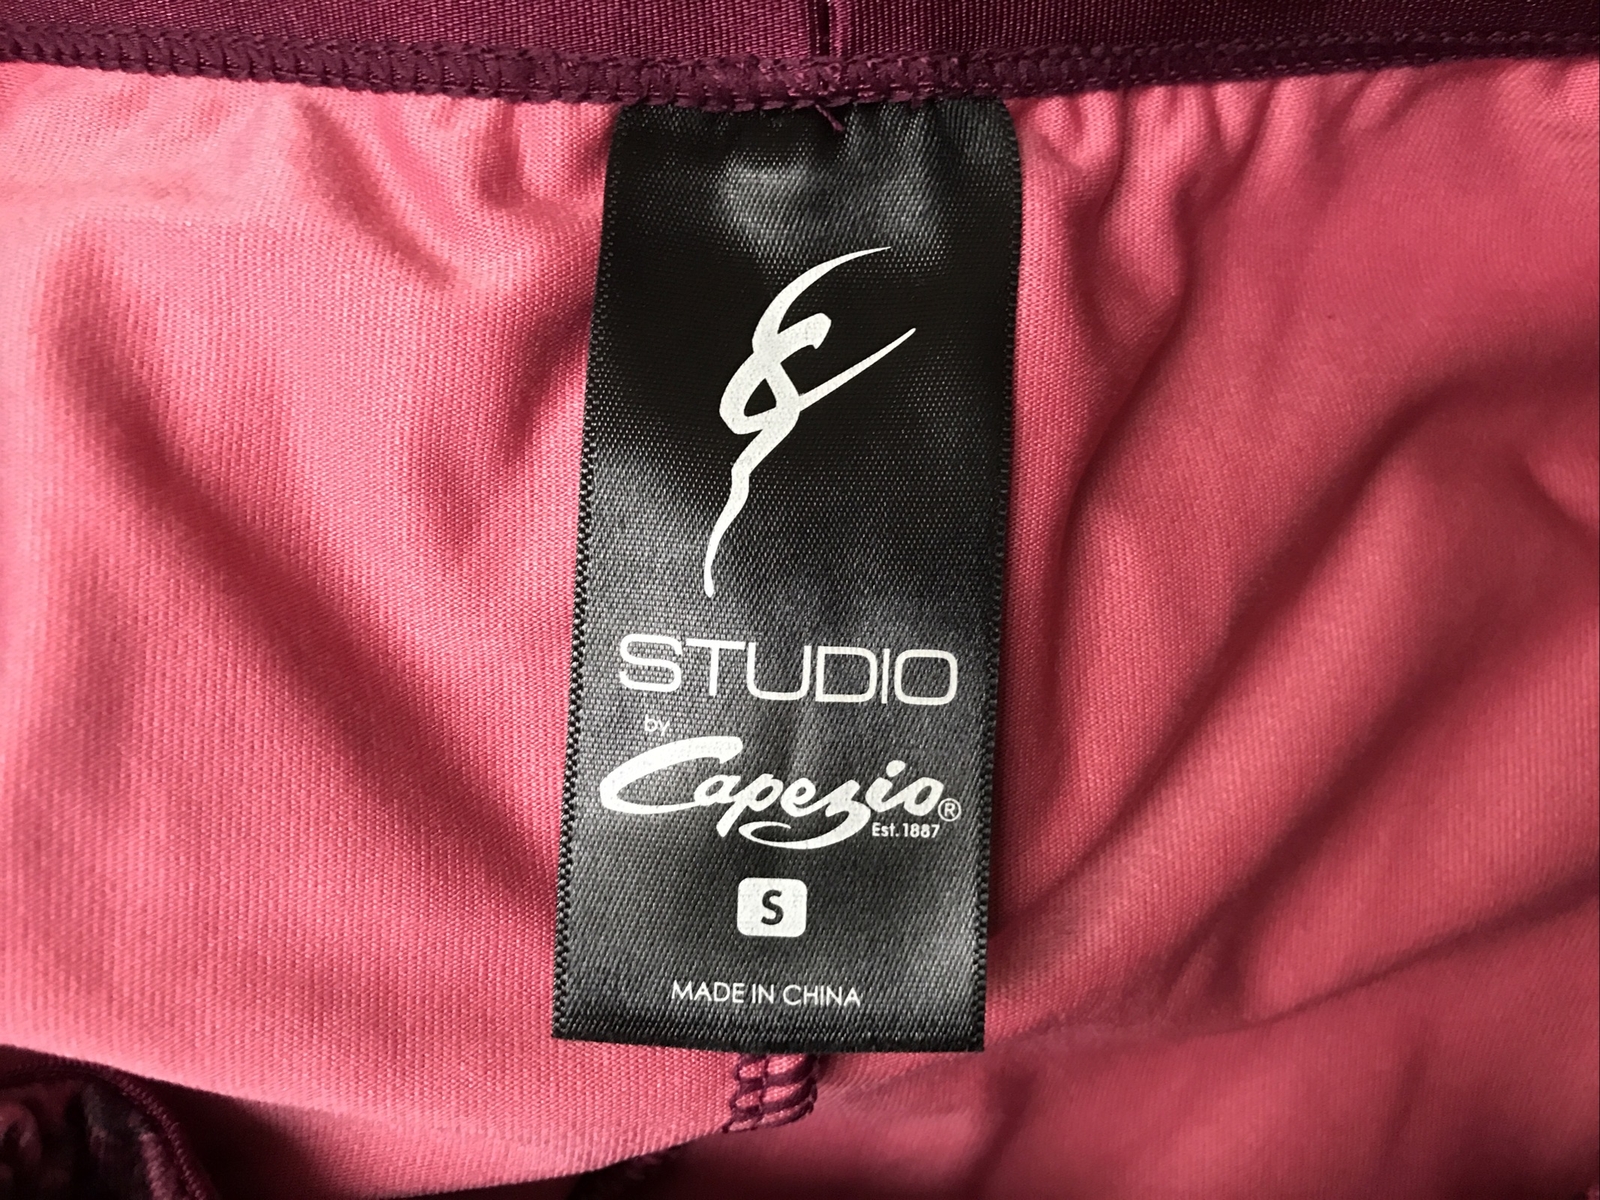 STUDIO
by
Capezio®
Est. 1887
S
MADE IN CHINA